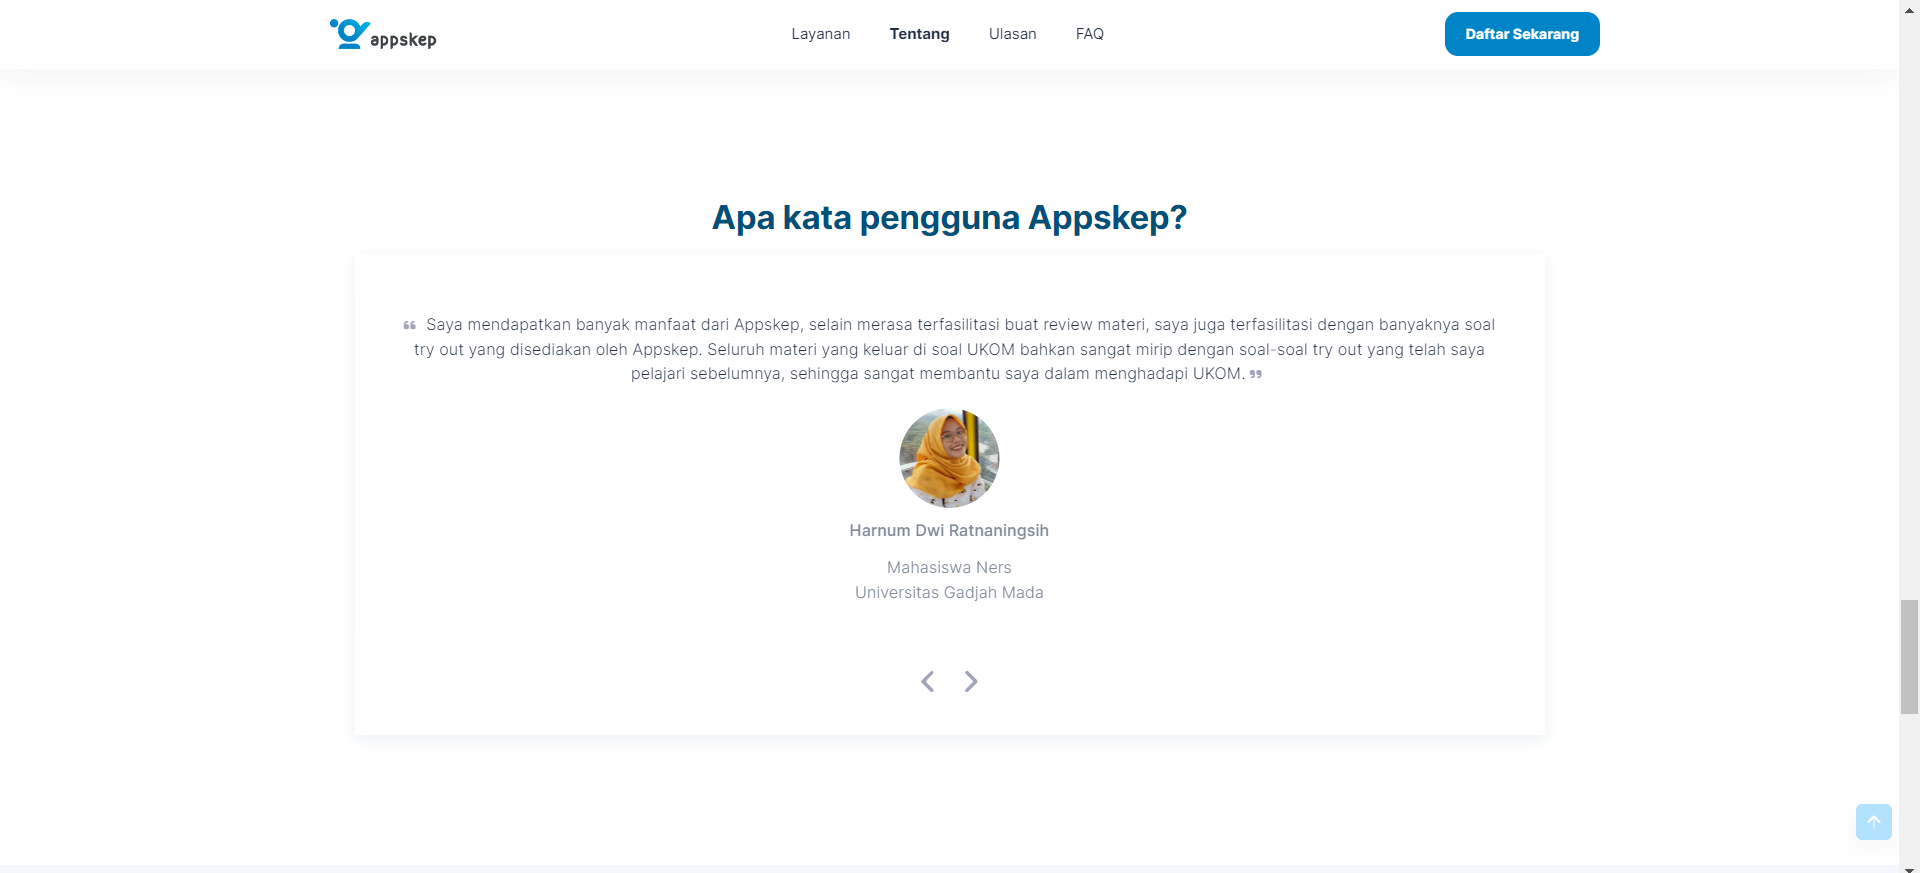 appskep
Layanan
Tentang
Ulasan
FAQ
Daftar Sekarang
Apa kata pengguna Appskep?
❝ Saya mendapatkan banyak manfaat dari Appskep, selain merasa terfasilitasi buat review materi, saya juga terfasilitasi dengan banyaknya soal
try out yang disediakan oleh Appskep. Seluruh materi yang keluar di soal UKOM bahkan sangat mirip dengan soal-soal try out yang telah saya
pelajari sebelumnya, sehingga sangat membantu saya dalam menghadapi UKOM. ❞
Harnum Dwi Ratnaningsih
Mahasiswa Ners
Universitas Gadjah Mada